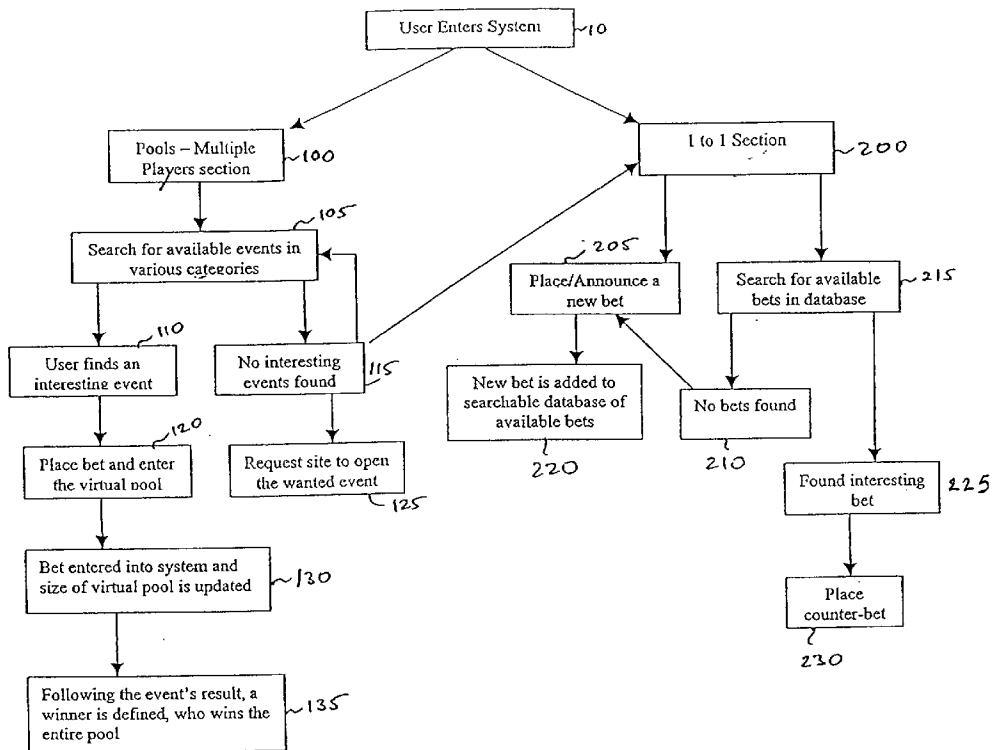 User Enters System
10
Pools – Multiple
Players section
100
1 to 1 Section
200
105
Search for available events in
various categories
205
Place/Announce a
new bet
Search for available
bets in database
215
110
User finds an
interesting event
No interesting
events found
115
New bet is added to
searchable database of
available bets
220
No bets found
210
120
Place bet and enter
the virtual pool
Request site to open
the wanted event
125
Found interesting
bet
225
Bet entered into system and
size of virtual pool is updated
130
Place
counter-bet
230
Following the event's result, a
winner is defined, who wins the
entire pool
135